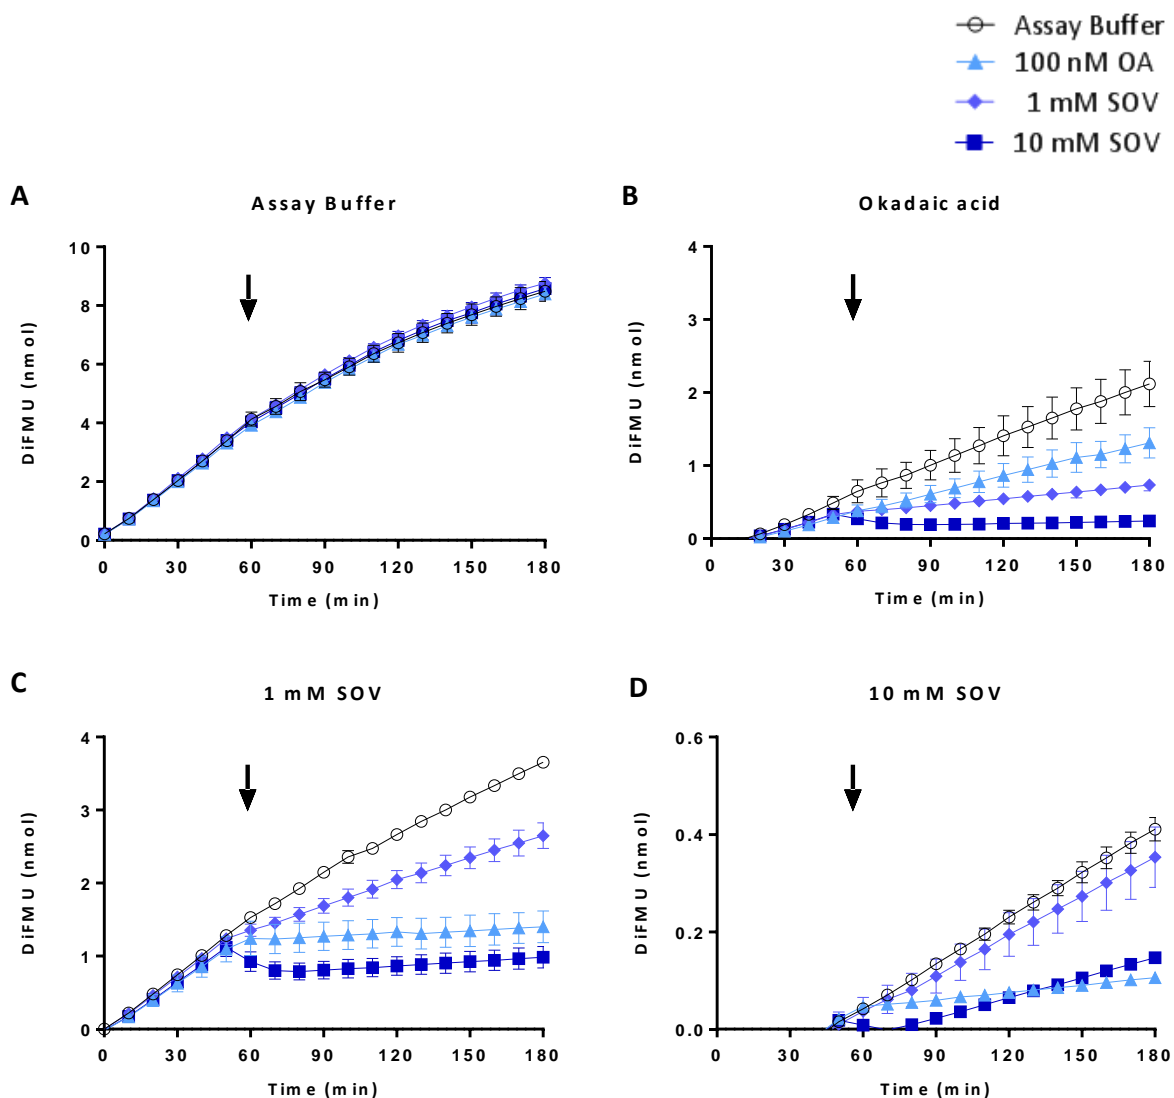 Assay Buffer
100 nM OA
1 mM SOV
10 mM SOV
A
Assay Buffer
DiFMU (nmol)
10
8
6
4
2
0
0 30 60 90 120 150 180
Time (min)
B
Okadaic acid
DiFMU (nmol)
4
3
2
1
0
0 30 60 90 120 150 180
Time (min)
C
1 mM SOV
DiFMU (nmol)
4
3
2
1
0
0 30 60 90 120 150 180
Time (min)
D
10 mM SOV
DiFMU (nmol)
0.6
0.4
0.2
0.0
0 30 60 90 120 150 180
Time (min)